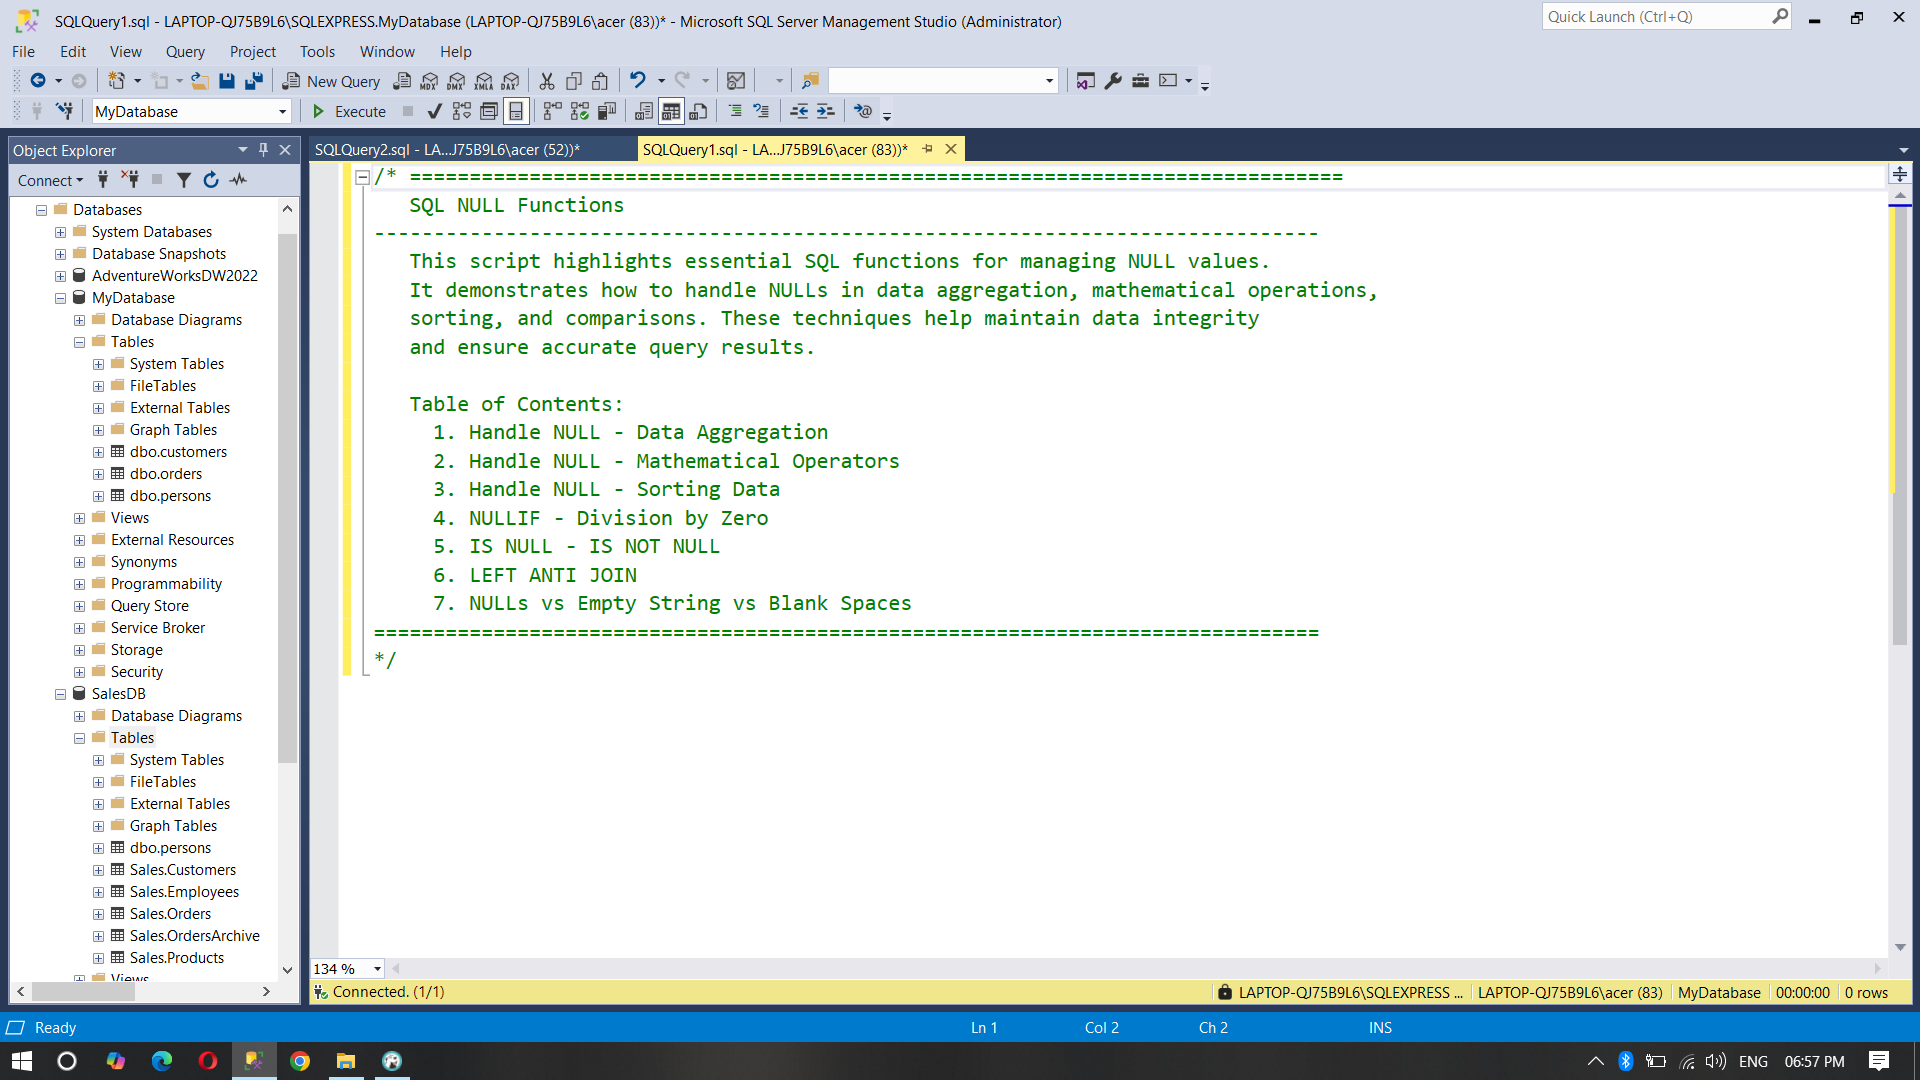 SQLQuery1.sql - LAPTOP-QJ75B9L6\SQLEXPRESS.MyDatabase (LAPTOP-QJ75B9L6\acer (83))* - Microsoft SQL Server Management Studio (Administrator)
Quick Launch (Ctrl+Q)
File Edit View Query Project Tools Window Help
New Query MDX DMX XMLA DAX
MyDatabase Execute
Object Explorer
SQLQuery2.sql - LA...J75B9L6\acer (52))* SQLQuery1.sql - LA...J75B9L6\acer (83))*
Connect
Databases
System Databases
Database Snapshots
AdventureWorksDW2022
MyDatabase
Database Diagrams
Tables
System Tables
FileTables
External Tables
Graph Tables
dbo.customers
dbo.orders
dbo.persons
Views
External Resources
Synonyms
Programmability
Query Store
Service Broker
Storage
Security
SalesDB
Database Diagrams
Tables
System Tables
FileTables
External Tables
Graph Tables
dbo.persons
Sales.Customers
Sales.Employees
Sales.Orders
Sales.OrdersArchive
Sales.Products
Views
/* ==============================================================================
SQL NULL Functions
-------------------------------------------------------------------------------
This script highlights essential SQL functions for managing NULL values.
It demonstrates how to handle NULLs in data aggregation, mathematical operations,
sorting, and comparisons. These techniques help maintain data integrity
and ensure accurate query results.
Table of Contents:
1. Handle NULL - Data Aggregation
2. Handle NULL - Mathematical Operators
3. Handle NULL - Sorting Data
4. NULLIF - Division by Zero
5. IS NULL - IS NOT NULL
6. LEFT ANTI JOIN
7. NULLs vs Empty String vs Blank Spaces
===============================================================================
*/
134 %
Connected. (1/1) LAPTOP-QJ75B9L6\SQLEXPRESS ... LAPTOP-QJ75B9L6\acer (83) MyDatabase 00:00:00 0 rows
Ready Ln 1 Col 2 Ch 2 INS
ENG 06:57 PM